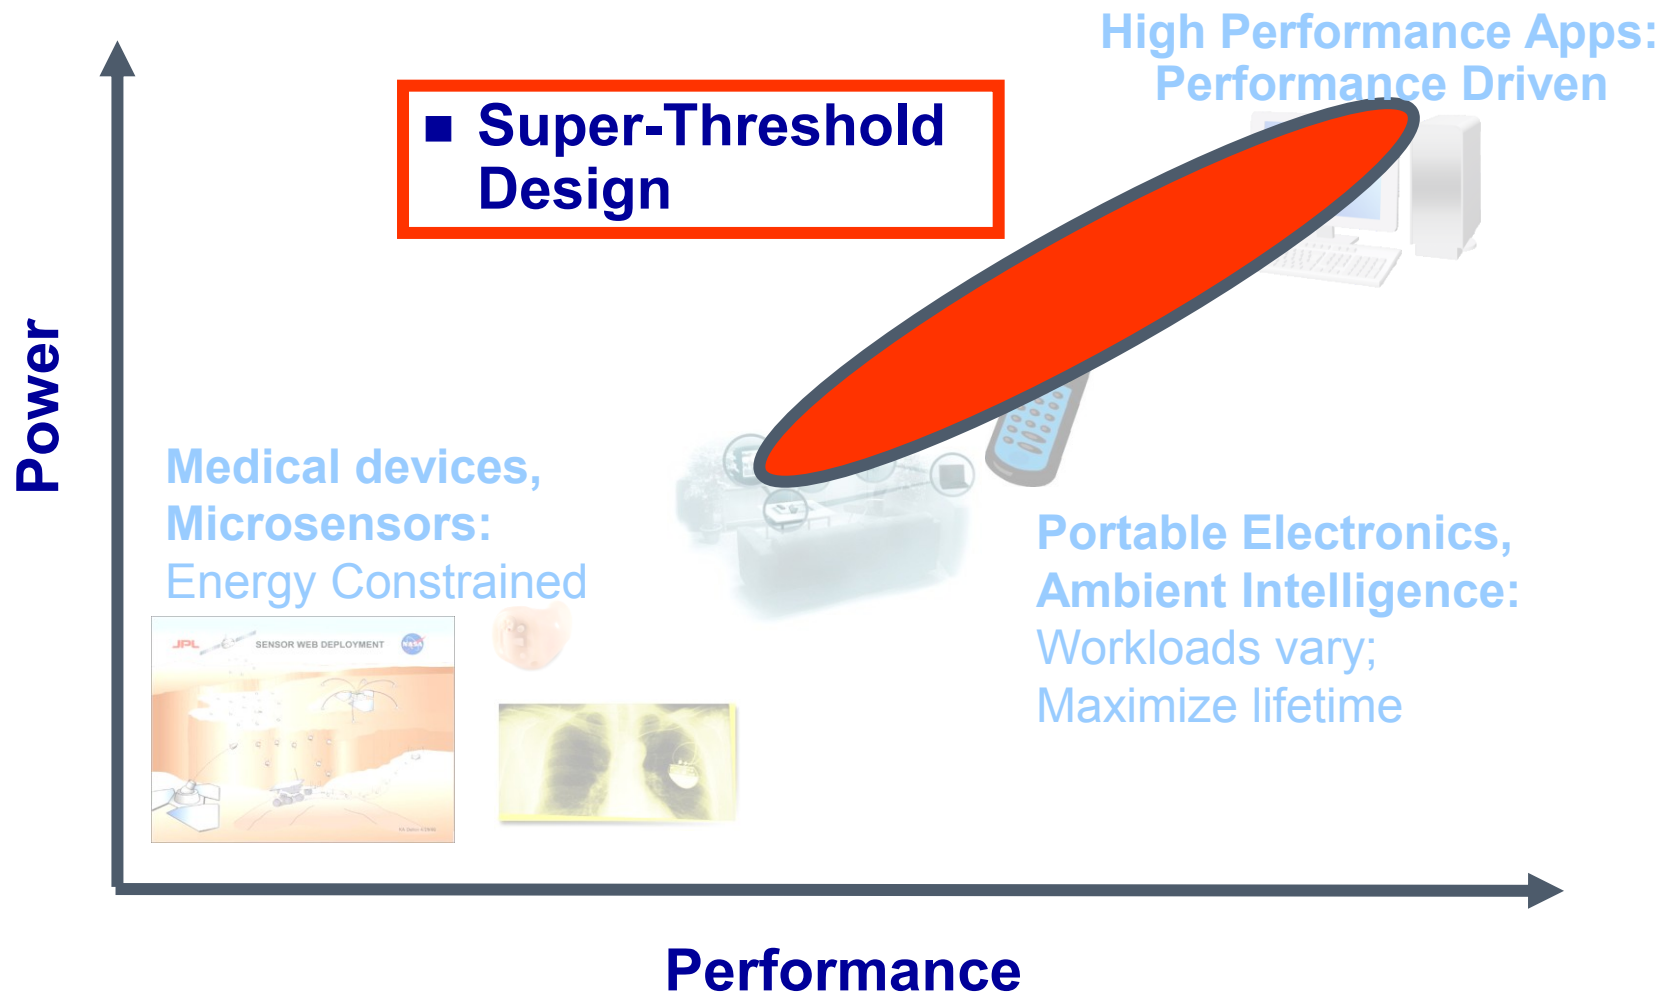 High Performance Apps:
Performance Driven
■ Super-Threshold
Design
Power
Medical devices,
Microsensors:
Energy Constrained
Portable Electronics,
Ambient Intelligence:
Workloads vary;
Maximize lifetime
JPL
SENSOR WEB DEPLOYMENT
NASA
Performance